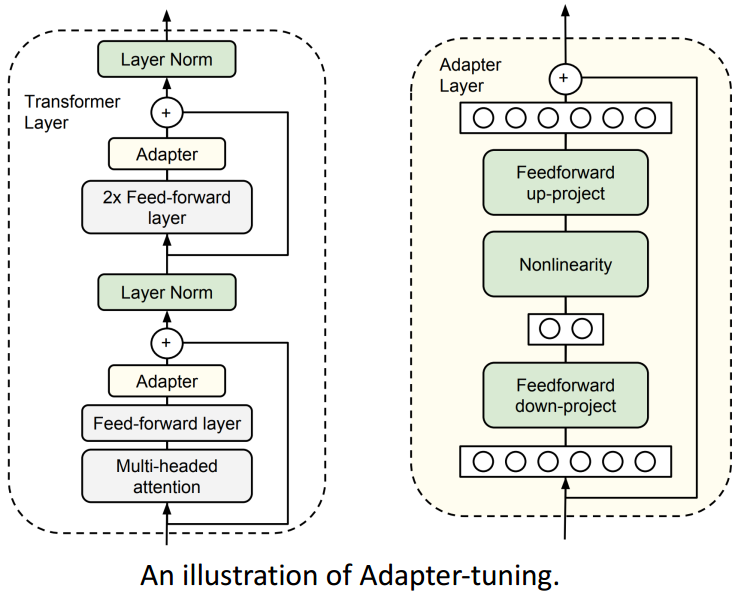 Layer Norm
Transformer
Layer
+
Adapter
2x Feed-forward
layer
Layer Norm
+
Adapter
Feed-forward layer
Multi-headed
attention
Adapter
Layer
+
Feedforward
up-project
Nonlinearity
Feedforward
down-project
An illustration of Adapter-tuning.